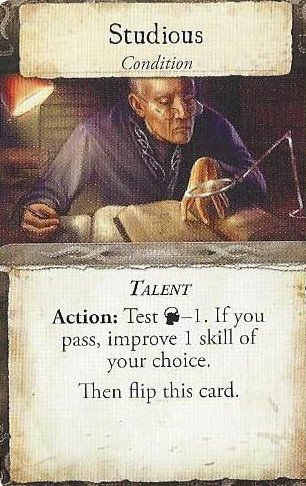 Studious
Condition
TALENT
Action: Test –1. If you
pass, improve 1 skill of
your choice.
Then flip this card.